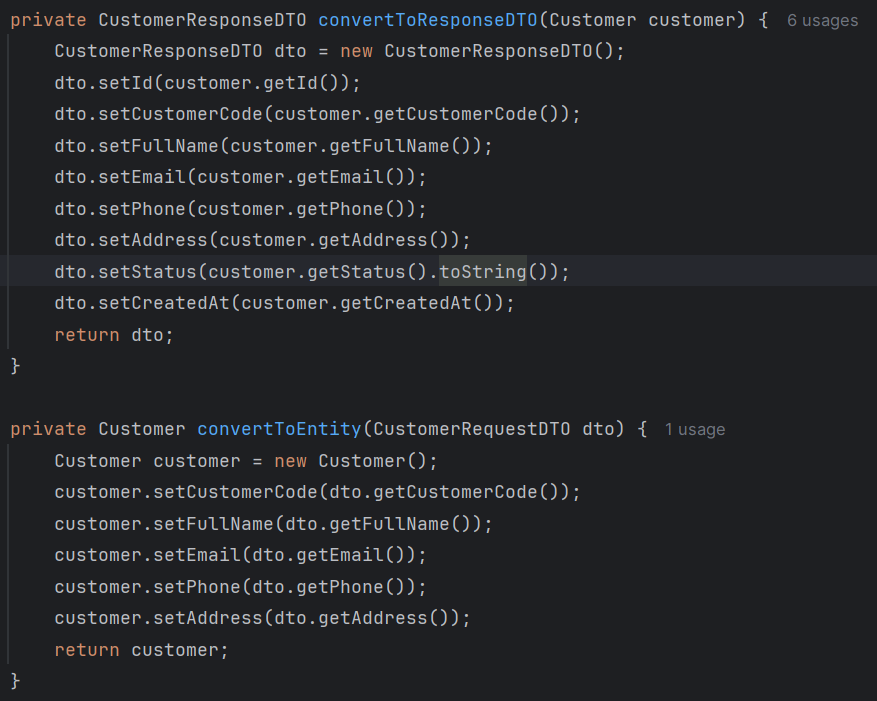 private CustomerResponseDTO convertToResponseDTO(Customer customer) { 6 usages
    CustomerResponseDTO dto = new CustomerResponseDTO();
    dto.setId(customer.getId());
    dto.setCustomerCode(customer.getCustomerCode());
    dto.setFullName(customer.getFullName());
    dto.setEmail(customer.getEmail());
    dto.setPhone(customer.getPhone());
    dto.setAddress(customer.getAddress());
    dto.setStatus(customer.getStatus().toString());
    dto.setCreatedAt(customer.getCreatedAt());
    return dto;
}

private Customer convertToEntity(CustomerRequestDTO dto) { 1 usage
    Customer customer = new Customer();
    customer.setCustomerCode(dto.getCustomerCode());
    customer.setFullName(dto.getFullName());
    customer.setEmail(dto.getEmail());
    customer.setPhone(dto.getPhone());
    customer.setAddress(dto.getAddress());
    return customer;
}